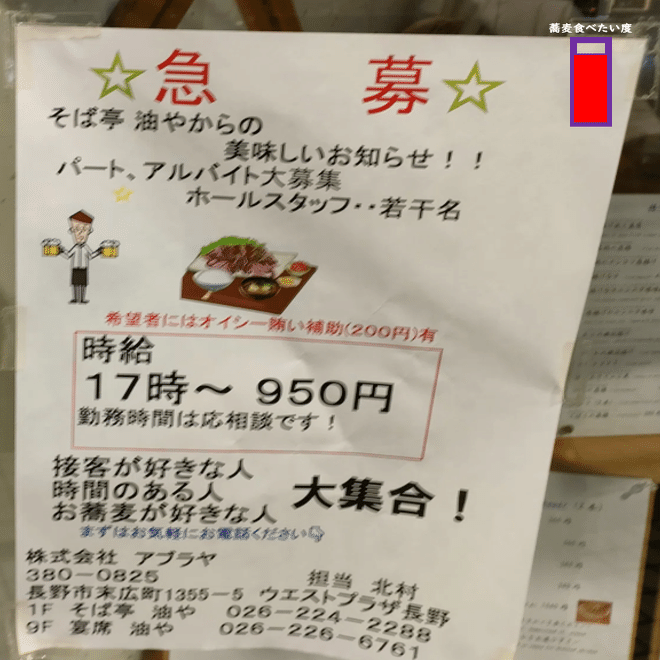 蕎麦食べたい度
☆急 募☆
そば亭 油やからの
美味しいお知らせ！！
パート、アルバイト大募集
ホールスタッフ・・若干名
希望者にはオイシー賄い補助(200円)有
時給
17時～ 950円
勤務時間は応相談です！
接客が好きな人
時間のある人
お蕎麦が好きな人
大集合！
まずはお気軽にお電話ください
株式会社 アブラヤ
担当 北村
380-0825
長野市末広町1355－5 ウエストプラザ長野
1F そば亭 油や 026-224-2288
9F 宴席 油や 026-226-6761